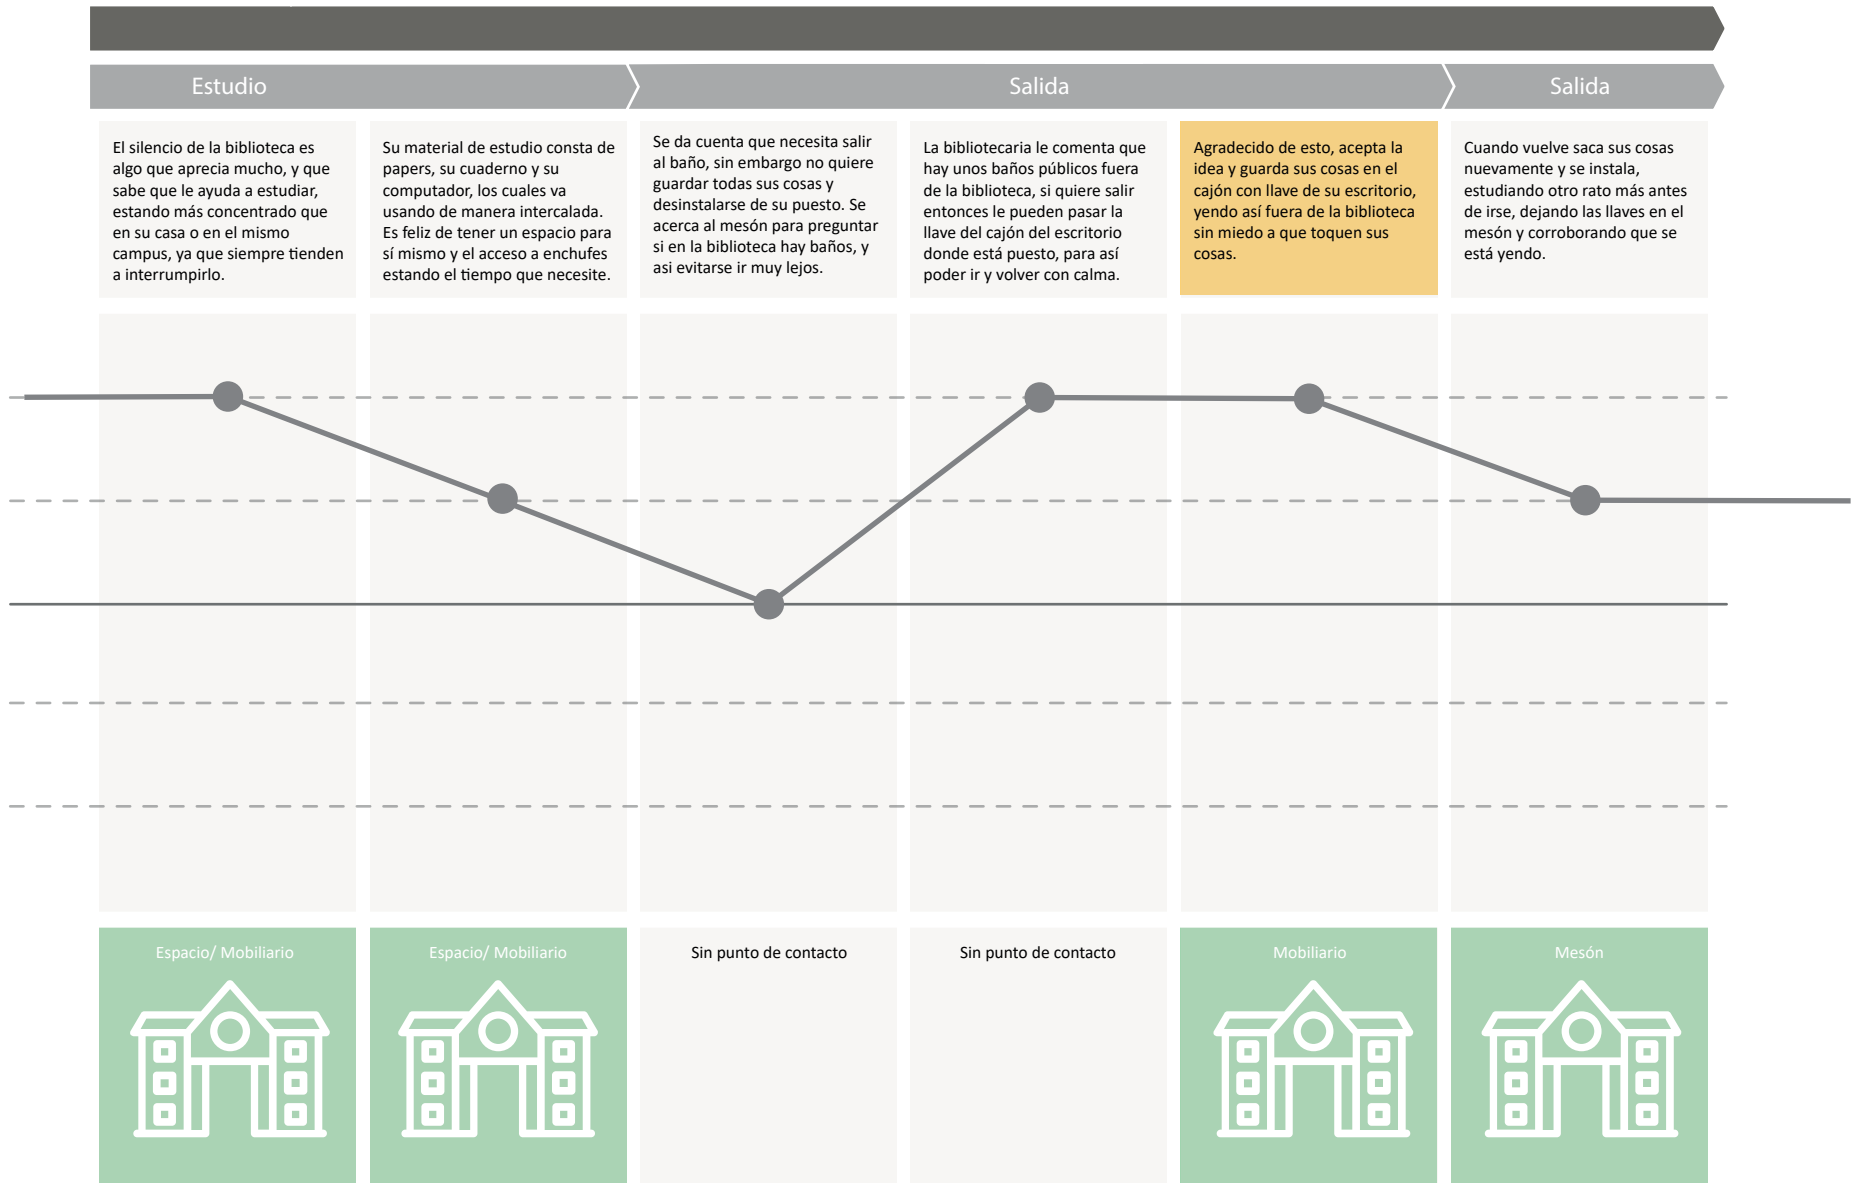 Estudio
Salida
Salida
El silencio de la biblioteca es
algo que aprecia mucho, y que
sabe que le ayuda a estudiar,
estando más concentrado que
en su casa o en el mismo
campus, ya que siempre tienden
a interrumpirlo.
Su material de estudio consta de
papers, su cuaderno y su
computador, los cuales va
usando de manera intercalada.
Es feliz de tener un espacio para
sí mismo y el acceso a enchufes
estando el tiempo que necesite.
Se da cuenta que necesita salir
al baño, sin embargo no quiere
guardar todas sus cosas y
desinstalarse de su puesto. Se
acerca al mesón para preguntar
si en la biblioteca hay baños, y
asi evitarse ir muy lejos.
La bibliotecaria le comenta que
hay unos baños públicos fuera
de la biblioteca, si quiere salir
entonces le pueden pasar la
llave del cajón del escritorio
donde está puesto, para así
poder ir y volver con calma.
Agradecido de esto, acepta la
idea y guarda sus cosas en el
cajón con llave de su escritorio,
yendo así fuera de la biblioteca
sin miedo a que toquen sus
cosas.
Cuando vuelve saca sus cosas
nuevamente y se instala,
estudiando otro rato más antes
de irse, dejando las llaves en el
mesón y corroborando que se
está yendo.
Espacio/ Mobiliario
Espacio/ Mobiliario
Sin punto de contacto
Sin punto de contacto
Mobiliario
Mesón